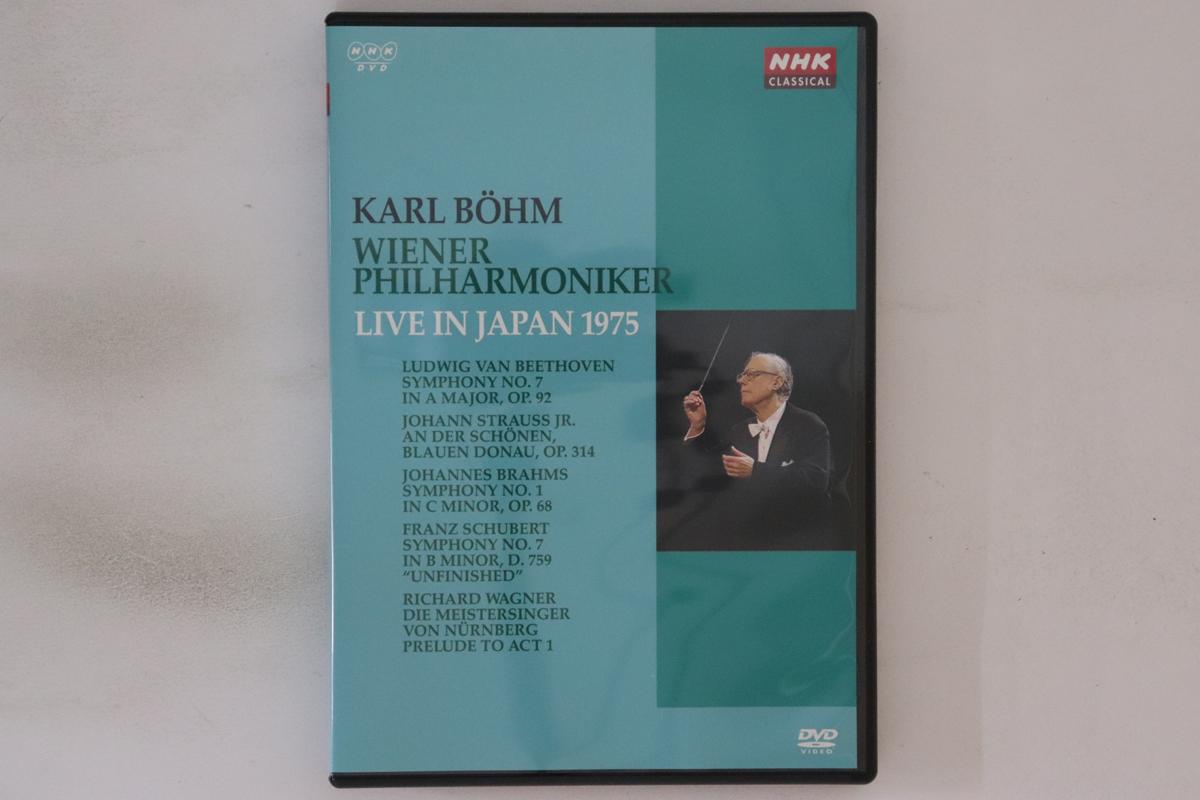 NHK
DVD
NHK
CLASSICAL
KARL BÖHM
WIENER
PHILHARMONIKER
LIVE IN JAPAN 1975
LUDWIG VAN BEETHOVEN
SYMPHONY NO. 7
IN A MAJOR, OP. 92
JOHANN STRAUSS JR.
AN DER SCHÖNEN,
BLAUEN DONAU, OP. 314
JOHANNES BRAHMS
SYMPHONY NO. 1
IN C MINOR, OP. 68
FRANZ SCHUBERT
SYMPHONY NO. 7
IN B MINOR, D. 759
"UNFINISHED"
RICHARD WAGNER
DIE MEISTERSINGER
VON NÜRNBERG
PRELUDE TO ACT 1
DVD
VIDEO